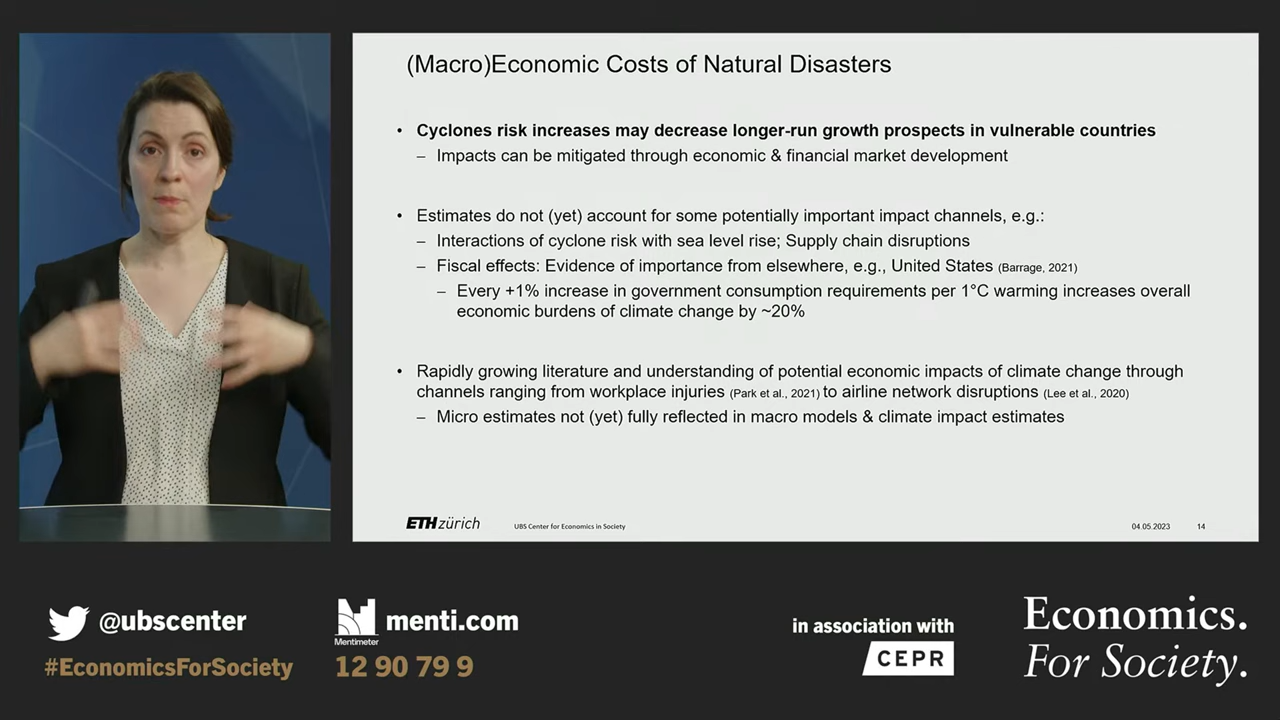 (Macro)Economic Costs of Natural Disasters
• Cyclones risk increases may decrease longer-run growth prospects in vulnerable countries
– Impacts can be mitigated through economic & financial market development
• Estimates do not (yet) account for some potentially important impact channels, e.g.:
– Interactions of cyclone risk with sea level rise; Supply chain disruptions
– Fiscal effects: Evidence of importance from elsewhere, e.g., United States (Barrage, 2021)
– Every +1% increase in government consumption requirements per 1°C warming increases overall
economic burdens of climate change by ~20%
• Rapidly growing literature and understanding of potential economic impacts of climate change through
channels ranging from workplace injuries (Park et al., 2021) to airline network disruptions (Lee et al., 2020)
– Micro estimates not (yet) fully reflected in macro models & climate impact estimates
ETH zürich
UBS Center for Economics in Society
04.05.2023
14
@ubscenter
#EconomicsForSociety
Mentimeter
menti.com
12 90 79 9
in association with
CEPR
Economics.
For Society.